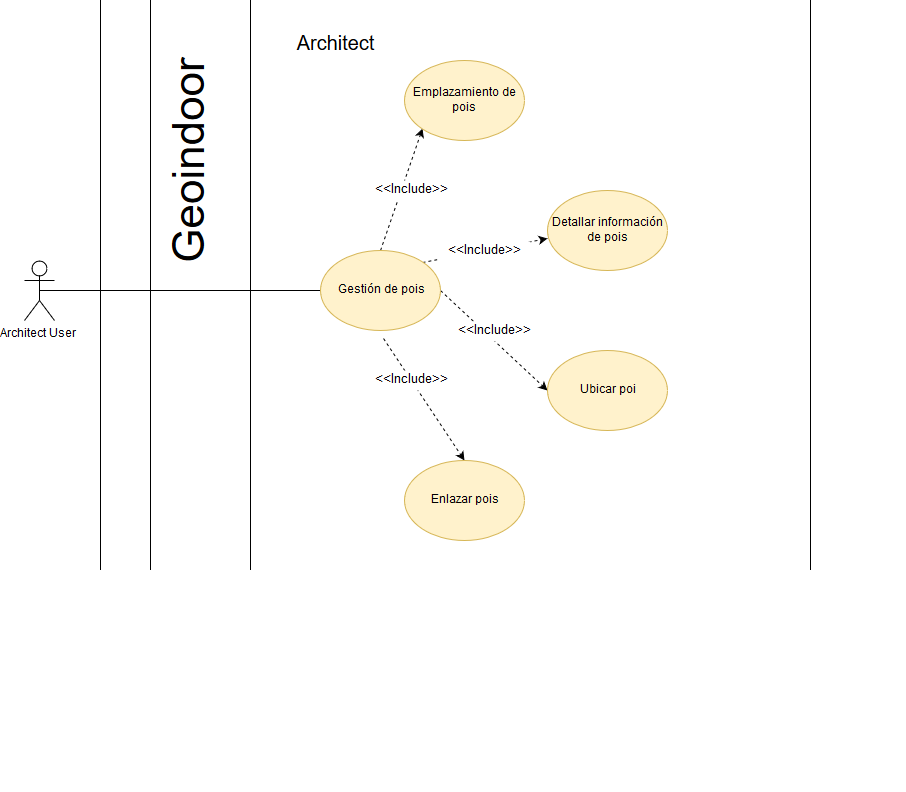 Architect
Geoindoor
Emplazamiento de
pois
<<Include>>
Detallar información
de pois
<<Include>>
Gestión de pois
Architect User
<<Include>>
<<Include>>
Ubicar poi
Enlazar pois